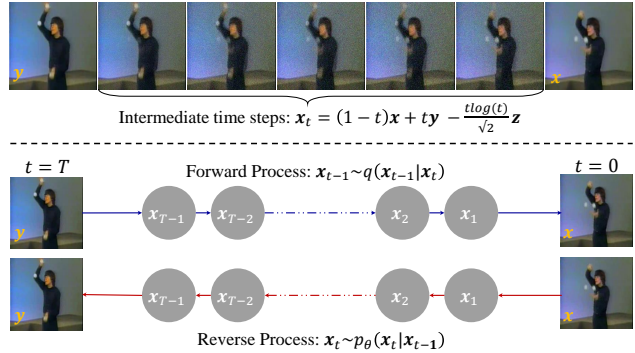 y
x
Intermediate time steps: x_t = (1 − t)x + ty − tlog(t)/√2 z
t = T
Forward Process: x_{t−1}~q(x_{t−1}|x_t)
t = 0
y x_{T−1} x_{T−2} x_2 x_1 x
y x_{T−1} x_{T−2} x_2 x_1 x
Reverse Process: x_t~p_θ(x_t|x_{t−1})